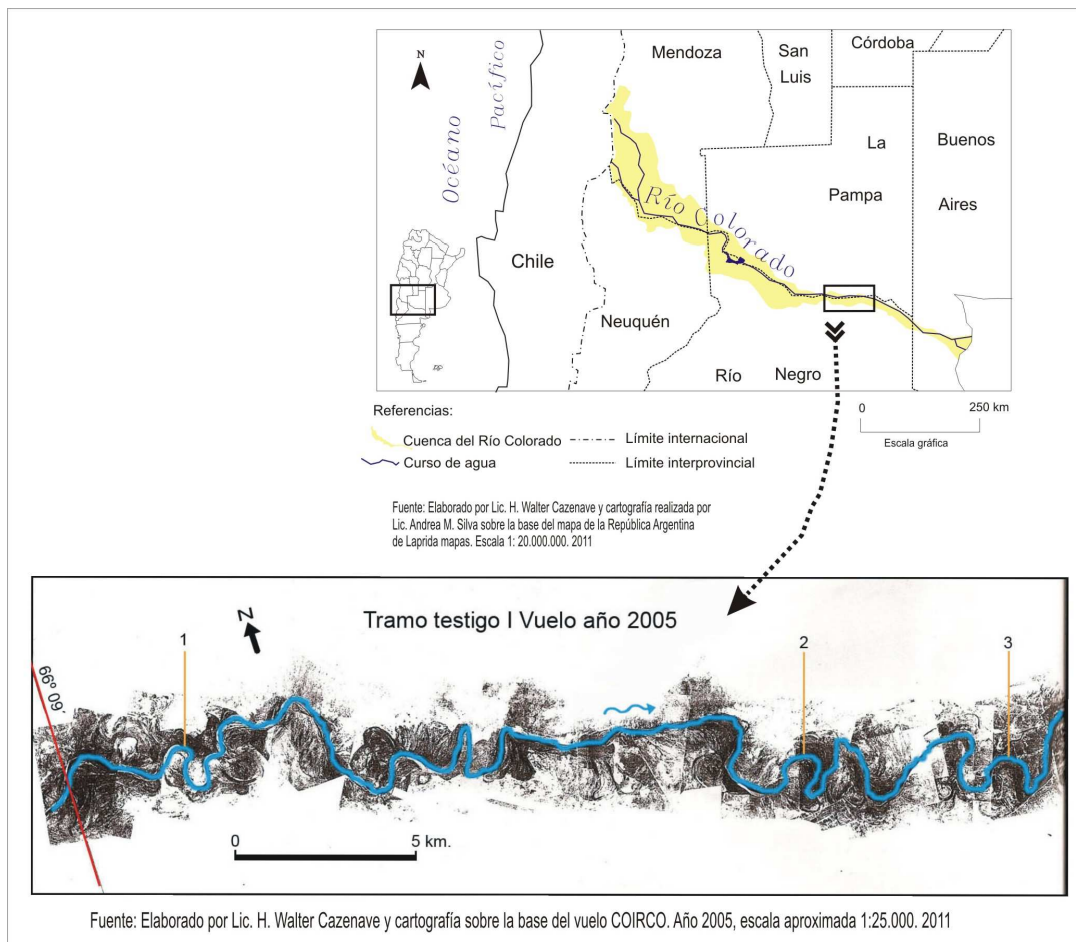 Mendoza
San
Luis
Córdoba
N
Océano
Pacífico
La
Pampa
Buenos
Aires
Río Colorado
Chile
Neuquén
Río Negro
Referencias:
Cuenca del Río Colorado
Límite internacional
Curso de agua
Límite interprovincial
0 250 km
Escala gráfica
Fuente: Elaborado por Lic. H. Walter Cazenave y cartografía realizada por
Lic. Andrea M. Silva sobre la base del mapa de la República Argentina
de Laprida mapas. Escala 1: 20.000.000. 2011
Tramo testigo I Vuelo año 2005
N
1
2
3
66º 09
0 5 km.
Fuente: Elaborado por Lic. H. Walter Cazenave y cartografía sobre la base del vuelo COIRCO. Año 2005, escala aproximada 1:25.000. 2011